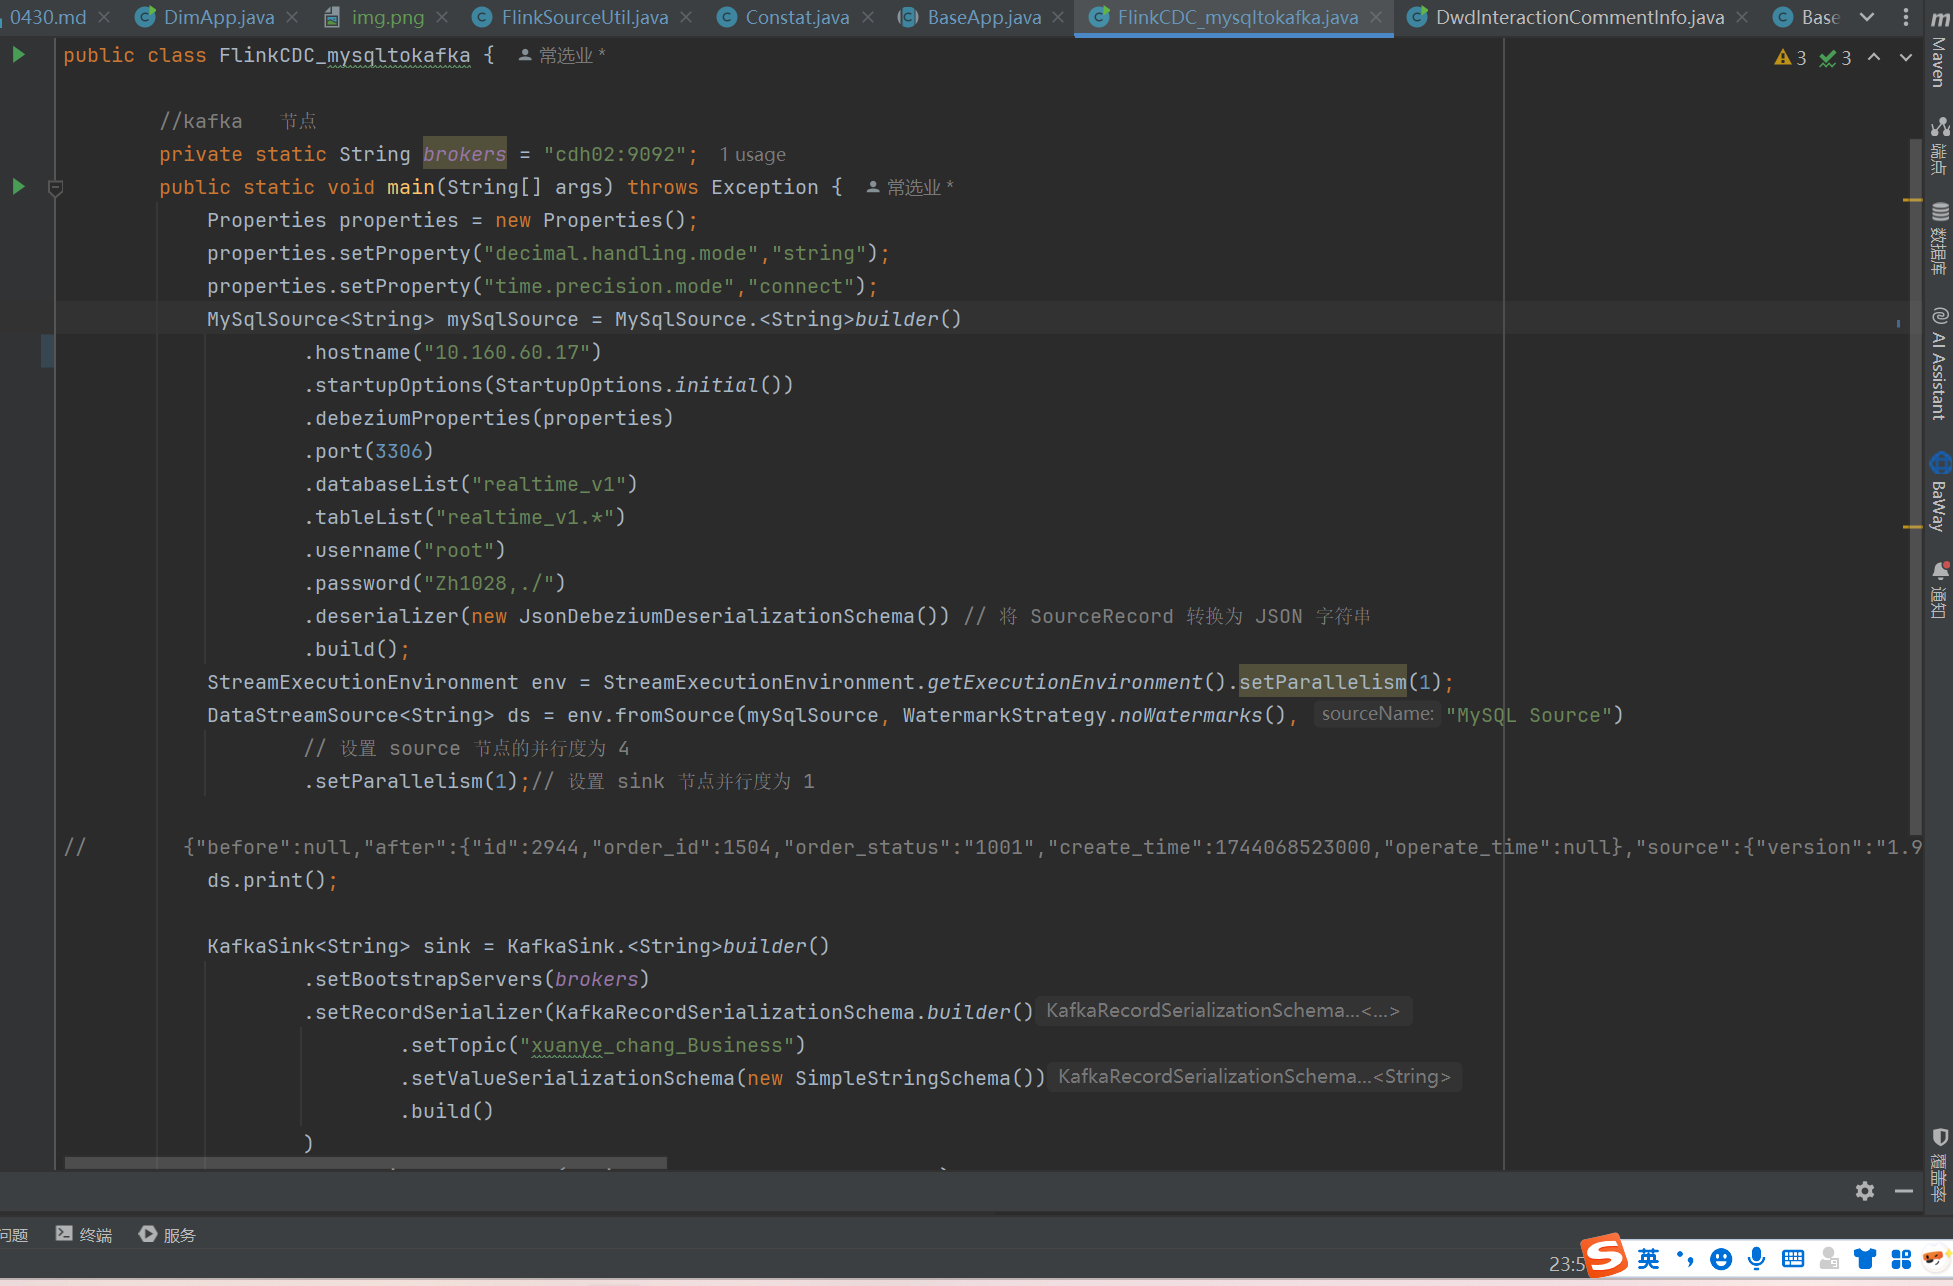 0430.md DimApp.java img.png FlinkSourceUtil.java Constat.java BaseApp.java FlinkCDC_mysqltokafka.java DwdInteractionCommentInfo.java Base
public class FlinkCDC_mysqltokafka { 常选业 *
3 3
//kafka 节点
private static String brokers = "cdh02:9092"; 1 usage
public static void main(String[] args) throws Exception { 常选业 *
Properties properties = new Properties();
properties.setProperty("decimal.handling.mode","string");
properties.setProperty("time.precision.mode","connect");
MySqlSource<String> mySqlSource = MySqlSource.<String>builder()
.hostname("10.160.60.17")
.startupOptions(StartupOptions.initial())
.debeziumProperties(properties)
.port(3306)
.databaseList("realtime_v1")
.tableList("realtime_v1.*")
.username("root")
.password("Zh1028,./")
.deserializer(new JsonDebeziumDeserializationSchema()) // 将 SourceRecord 转换为 JSON 字符串
.build();
StreamExecutionEnvironment env = StreamExecutionEnvironment.getExecutionEnvironment().setParallelism(1);
DataStreamSource<String> ds = env.fromSource(mySqlSource, WatermarkStrategy.noWatermarks(), sourceName: "MySQL Source")
// 设置 source 节点的并行度为 4
.setParallelism(1);// 设置 sink 节点并行度为 1
// {"before":null,"after":{"id":2944,"order_id":1504,"order_status":"1001","create_time":1744068523000,"operate_time":null},"source":{"version":"1.9
ds.print();
KafkaSink<String> sink = KafkaSink.<String>builder()
.setBootstrapServers(brokers)
.setRecordSerializer(KafkaRecordSerializationSchema.builder() KafkaRecordSerializationSchema...<...>
.setTopic("xuanye_chang_Business")
.setValueSerializationSchema(new SimpleStringSchema()) KafkaRecordSerializationSchema...<String>
.build()
)
m Maven
端点
数据库
AI Assistant
BaWay
通知
覆盖率
问题 终端 服务
23:5
S 英